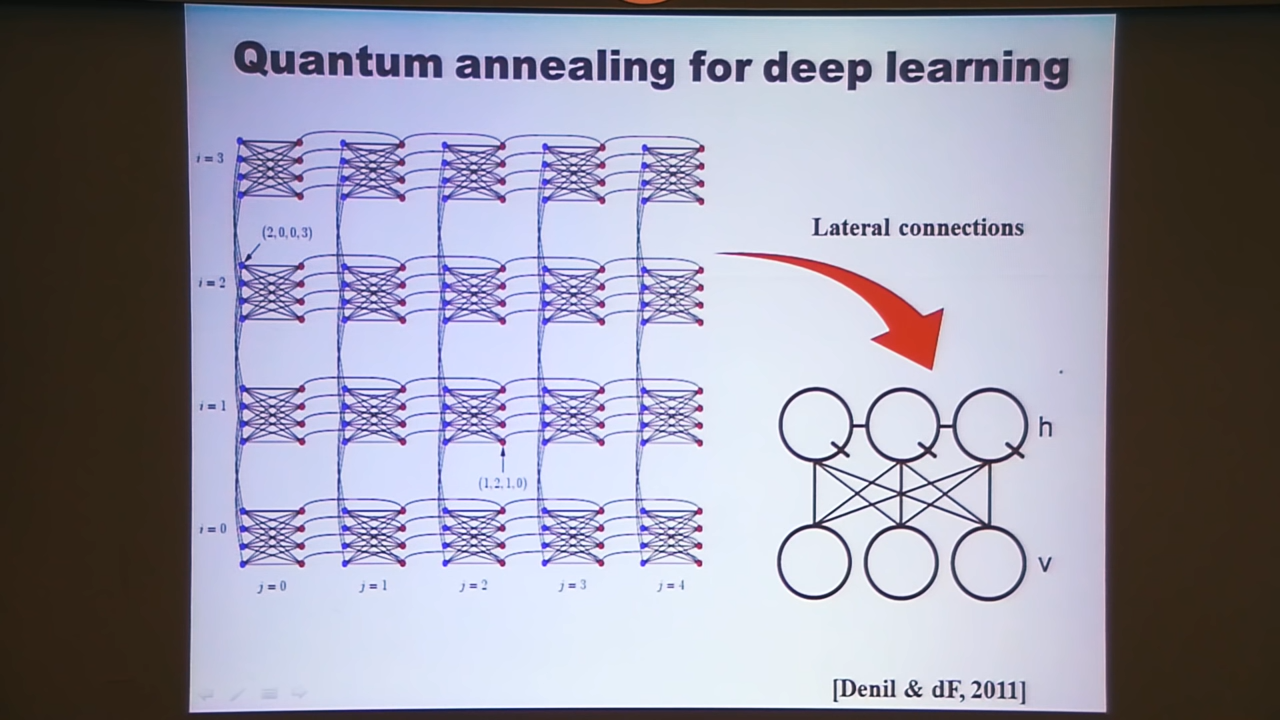 Quantum annealing for deep learning
i = 3
(2, 0, 0, 3)
Lateral connections
i = 2
i = 1
h
(1, 2, 1, 0)
i = 0
v
j = 0
j = 1
j = 2
j = 3
j = 4
[Denil & dF, 2011]